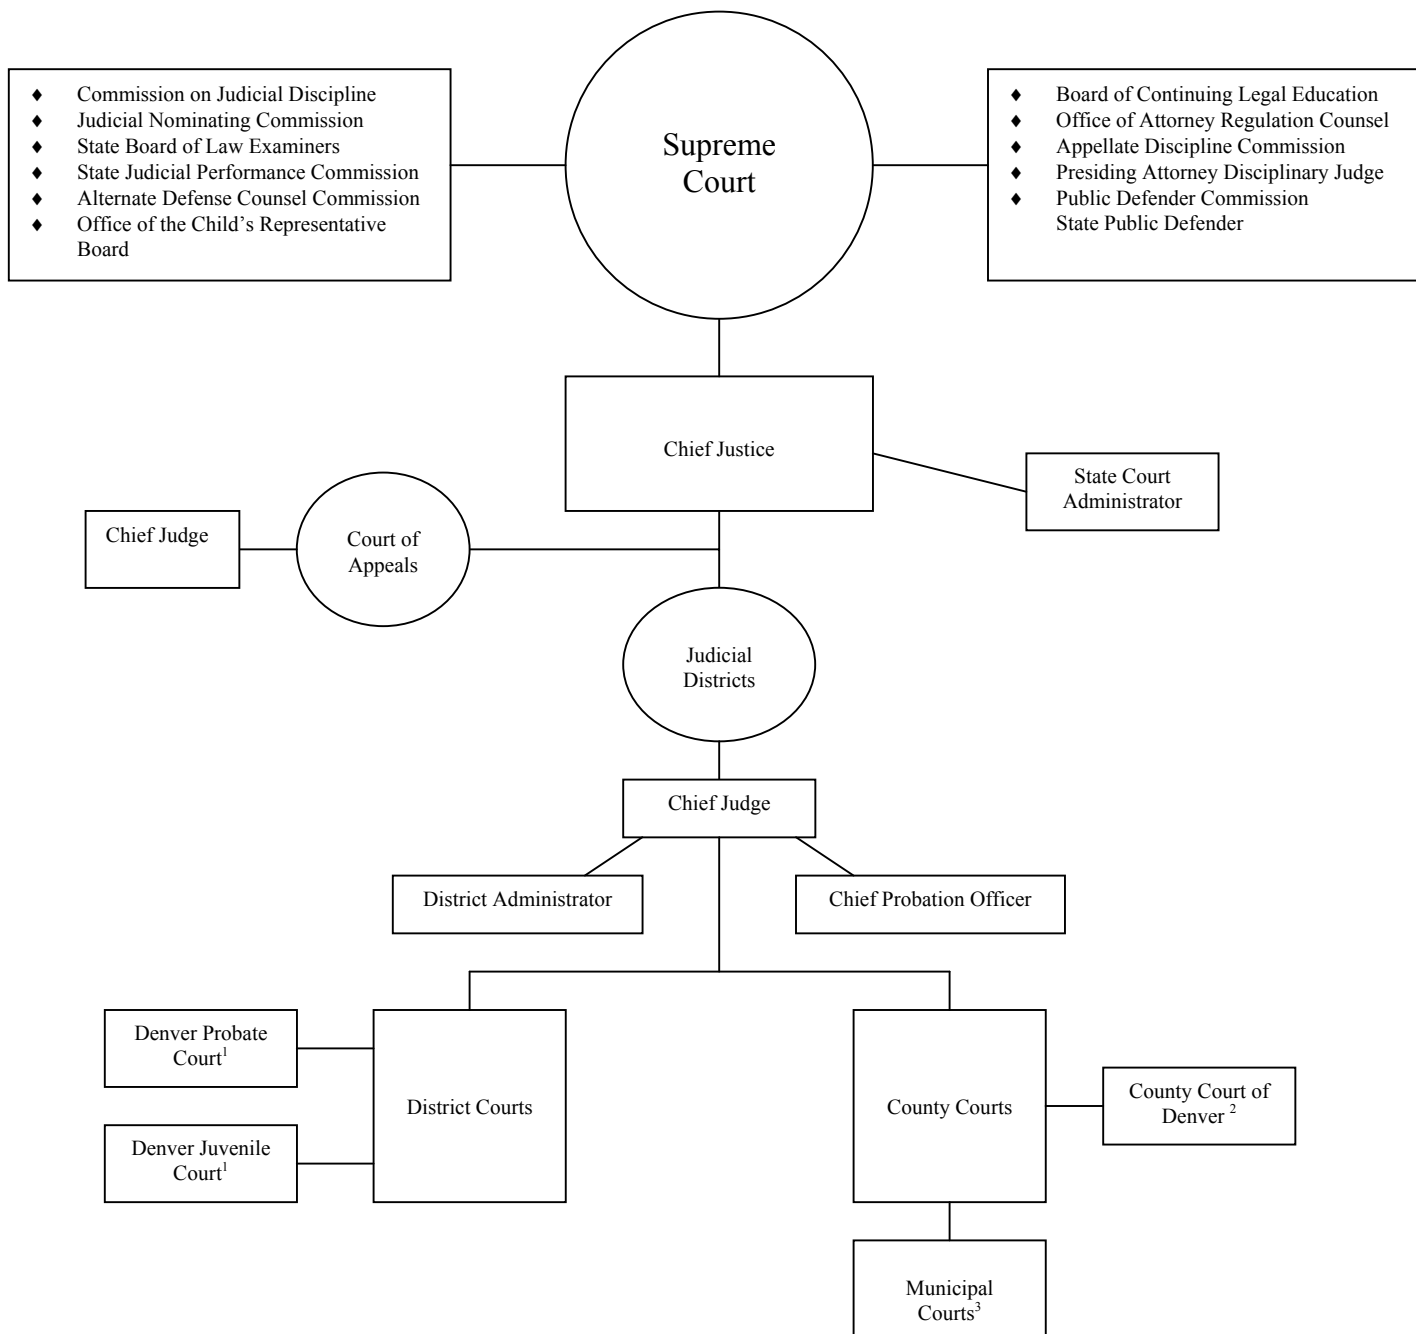 ♦ Commission on Judicial Discipline
♦ Judicial Nominating Commission
♦ State Board of Law Examiners
♦ State Judicial Performance Commission
♦ Alternate Defense Counsel Commission
♦ Office of the Child’s Representative
Board
Supreme
Court
♦ Board of Continuing Legal Education
♦ Office of Attorney Regulation Counsel
♦ Appellate Discipline Commission
♦ Presiding Attorney Disciplinary Judge
♦ Public Defender Commission
State Public Defender
Chief Justice
State Court
Administrator
Chief Judge
Court of
Appeals
Judicial
Districts
Chief Judge
District Administrator
Chief Probation Officer
Denver Probate
Court¹
Denver Juvenile
Court¹
District Courts
County Courts
County Court of
Denver ²
Municipal
Courts³